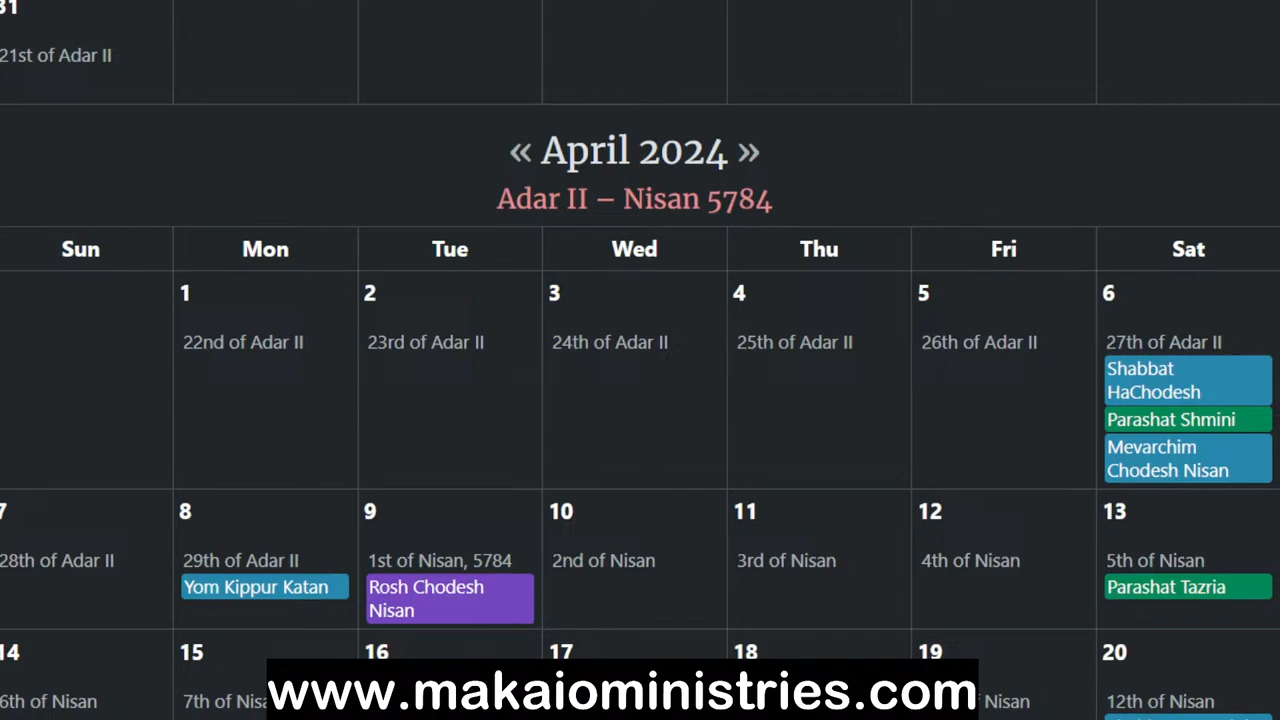 31
21st of Adar II
« April 2024 »
Adar II – Nisan 5784
Sun Mon Tue Wed Thu Fri Sat
1 2 3 4 5 6
22nd of Adar II 23rd of Adar II 24th of Adar II 25th of Adar II 26th of Adar II 27th of Adar II
Shabbat
HaChodesh
Parashat Shmini
Mevarchim
Chodesh Nisan
7 8 9 10 11 12 13
28th of Adar II 29th of Adar II 1st of Nisan, 5784 2nd of Nisan 3rd of Nisan 4th of Nisan 5th of Nisan
Yom Kippur Katan Rosh Chodesh Parashat Tazria
Nisan
14 15 16 17 18 19 20
6th of Nisan 7th of Nis Nisan 12th of Nisan
www.makaioministries.com